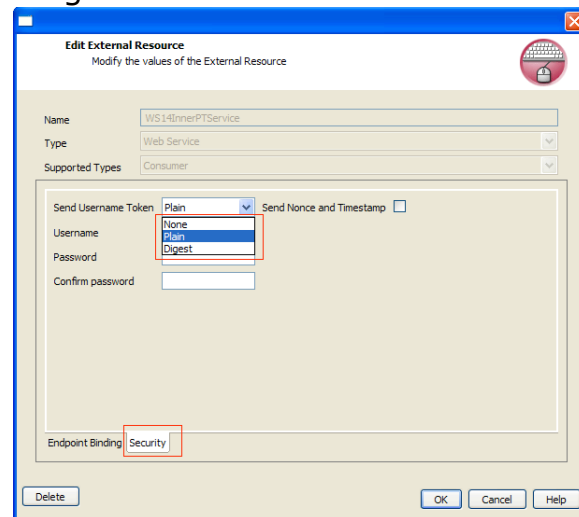 Edit External Resource
Modify the values of the External Resource
Name WS14InnerPTService
Type Web Service
Supported Types Consumer
Send Username Token Plain Send Nonce and Timestamp
None
Username Plain
Digest
Password
Confirm password
Endpoint Binding Security
Delete OK Cancel Help